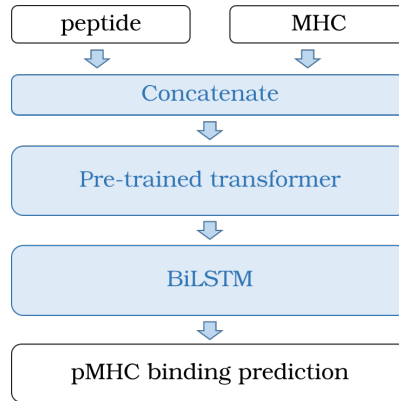 peptide
MHC
Concatenate
Pre-trained transformer
BiLSTM
pMHC binding prediction